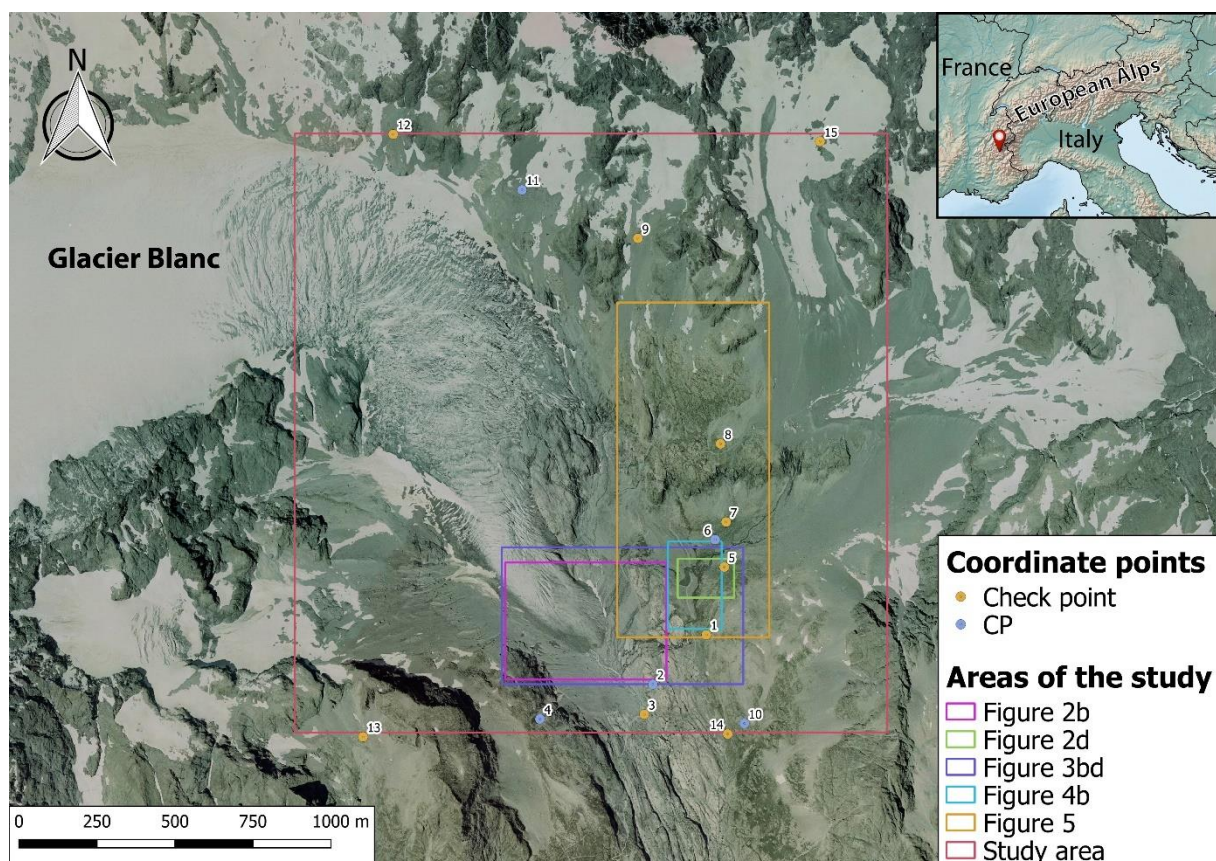 N
France
European Alps
Italy
12
15
11
9
Glacier Blanc
8
7
6
5
1
2
3
4
10
14
13
Coordinate points
Check point
CP
Areas of the study
Figure 2b
Figure 2d
Figure 3bd
Figure 4b
Figure 5
Study area
0 250 500 750 1000 m